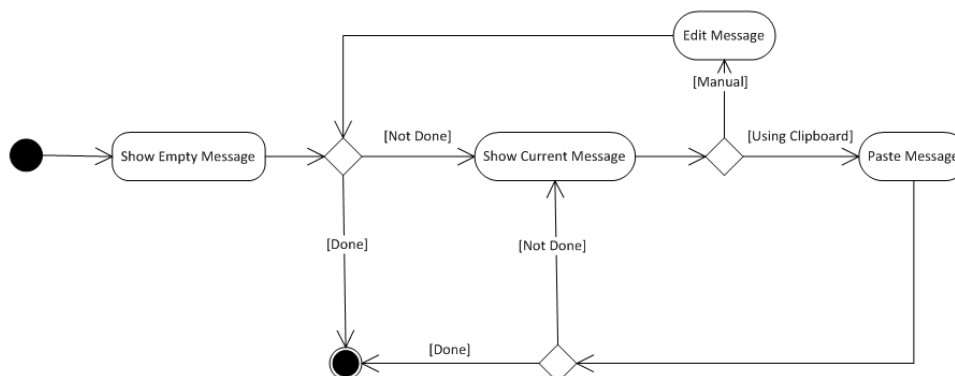 Edit Message
[Manual]
[Not Done]
[Using Clipboard]
Show Empty Message
Show Current Message
Paste Message
[Done]
[Not Done]
[Done]